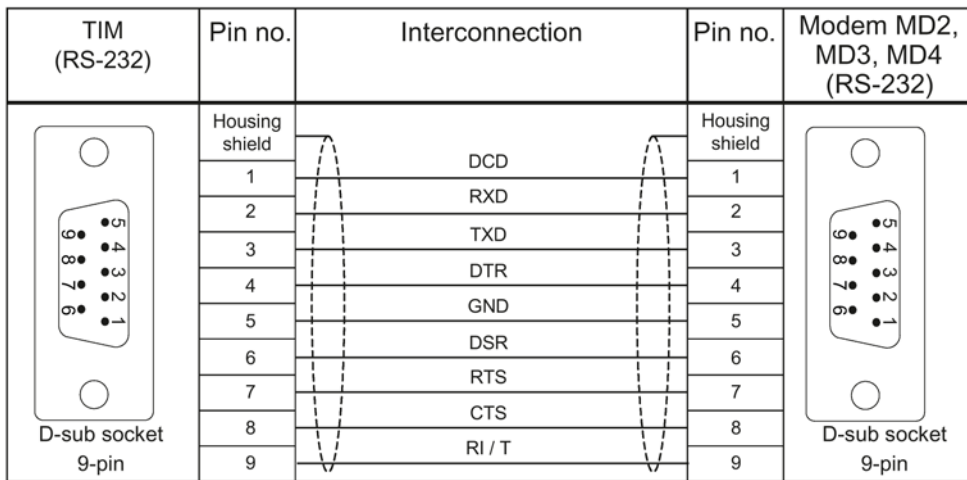 TIM
(RS-232)
Pin no.
Interconnection
Pin no.
Modem MD2,
MD3, MD4
(RS-232)
Housing
shield
Housing
shield
DCD
1
1
RXD
2
2
TXD
3
3
DTR
4
4
GND
5
5
DSR
6
6
RTS
7
7
CTS
8
8
RI / T
9
9
5
9
4
8
3
7
2
6
1
D-sub socket
9-pin
5
9
4
8
3
7
2
6
1
D-sub socket
9-pin